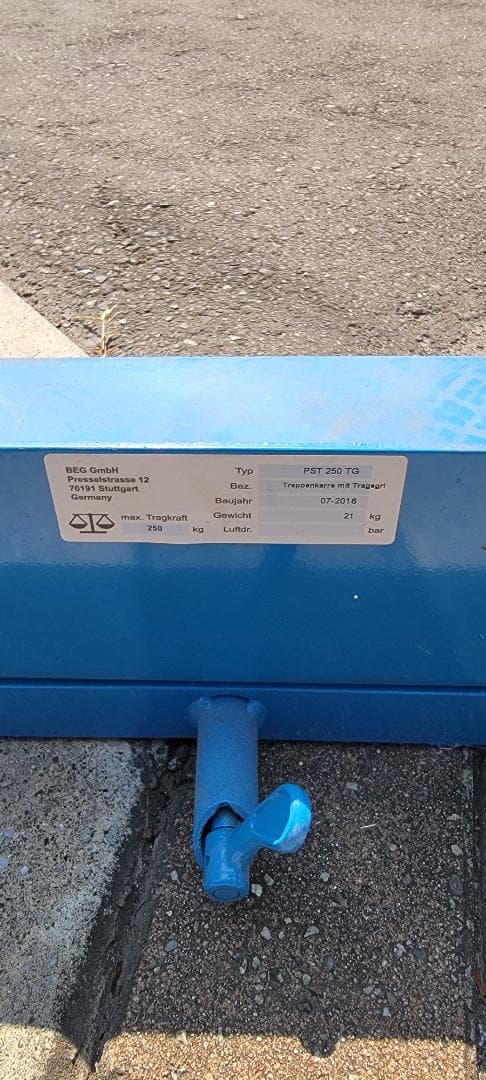 BEG GmbH
Presselstrasse 12
70191 Stuttgart
Germany
max. Tragkraft
250 kg
Typ PST 250 TG
Bez. Treppenkarre mit Tragegri
Baujahr 07-2016
Gewicht 21 kg
Luftdr. bar